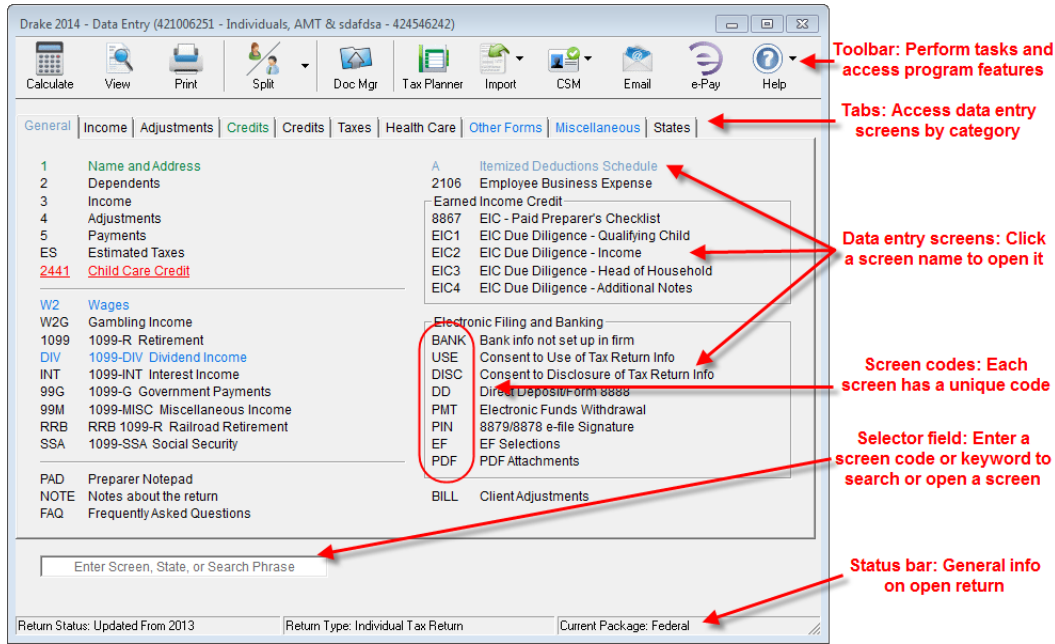 Drake 2014 - Data Entry (421006251 - Individuals, AMT & sdafdsa - 424546242)
Calculate View Print Split Doc Mgr Tax Planner Import CSM Email e-Pay Help
Toolbar: Perform tasks and
access program features
General Income Adjustments Credits Credits Taxes Health Care Other Forms Miscellaneous States
Tabs: Access data entry
screens by category
1 Name and Address
2 Dependents
3 Income
4 Adjustments
5 Payments
ES Estimated Taxes
2441 Child Care Credit
W2 Wages
W2G Gambling Income
1099 1099-R Retirement
DIV 1099-DIV Dividend Income
INT 1099-INT Interest Income
99G 1099-G Government Payments
99M 1099-MISC Miscellaneous Income
RRB RRB 1099-R Railroad Retirement
SSA 1099-SSA Social Security
PAD Preparer Notepad
NOTE Notes about the return
FAQ Frequently Asked Questions
A Itemized Deductions Schedule
2106 Employee Business Expense
Earned Income Credit
8867 EIC - Paid Preparer's Checklist
EIC1 EIC Due Diligence - Qualifying Child
EIC2 EIC Due Diligence - Income
EIC3 EIC Due Diligence - Head of Household
EIC4 EIC Due Diligence - Additional Notes
Electronic Filing and Banking
BANK Bank info not set up in firm
USE Consent to Use of Tax Return Info
DISC Consent to Disclosure of Tax Return Info
DD Direct Deposit/Form 8888
PMT Electronic Funds Withdrawal
PIN 8879/8878 e-file Signature
EF EF Selections
PDF PDF Attachments
BILL Client Adjustments
Data entry screens: Click
a screen name to open it
Screen codes: Each
screen has a unique code
Selector field: Enter a
screen code or keyword to
search or open a screen
Enter Screen, State, or Search Phrase
Status bar: General info
on open return
Return Status: Updated From 2013 Return Type: Individual Tax Return Current Package: Federal